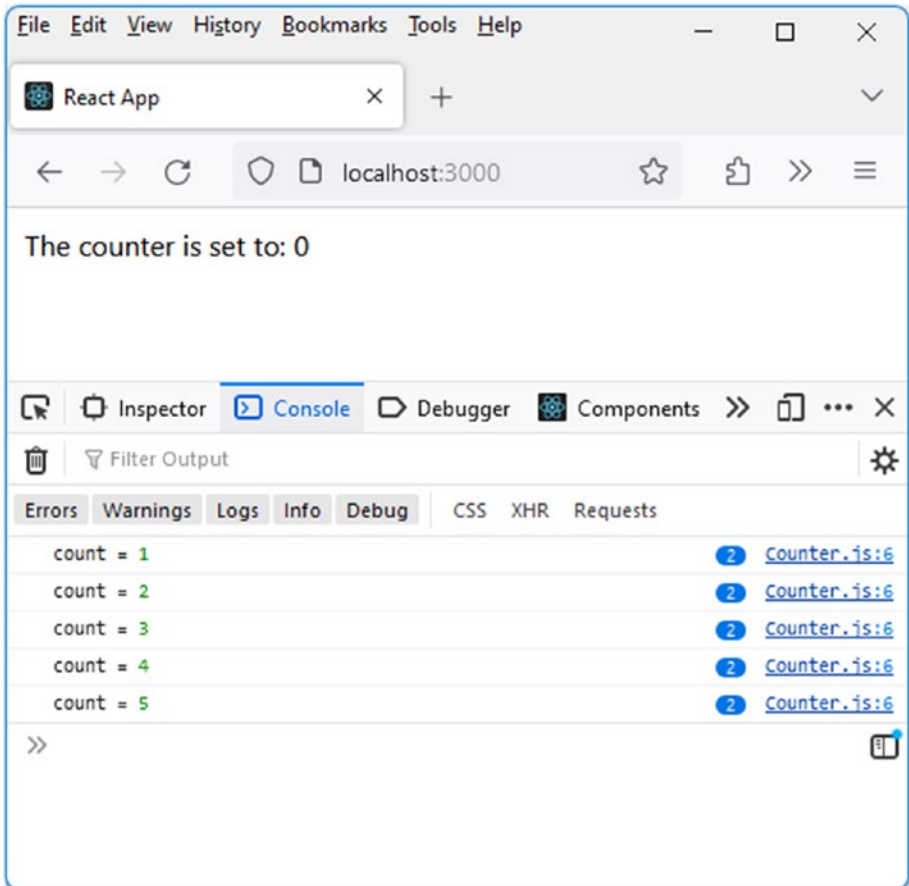 File Edit View History Bookmarks Tools Help
React App
localhost:3000
The counter is set to: 0
Inspector Console Debugger Components
Filter Output
Errors Warnings Logs Info Debug CSS XHR Requests
count = 1 2 Counter.js:6
count = 2 2 Counter.js:6
count = 3 2 Counter.js:6
count = 4 2 Counter.js:6
count = 5 2 Counter.js:6